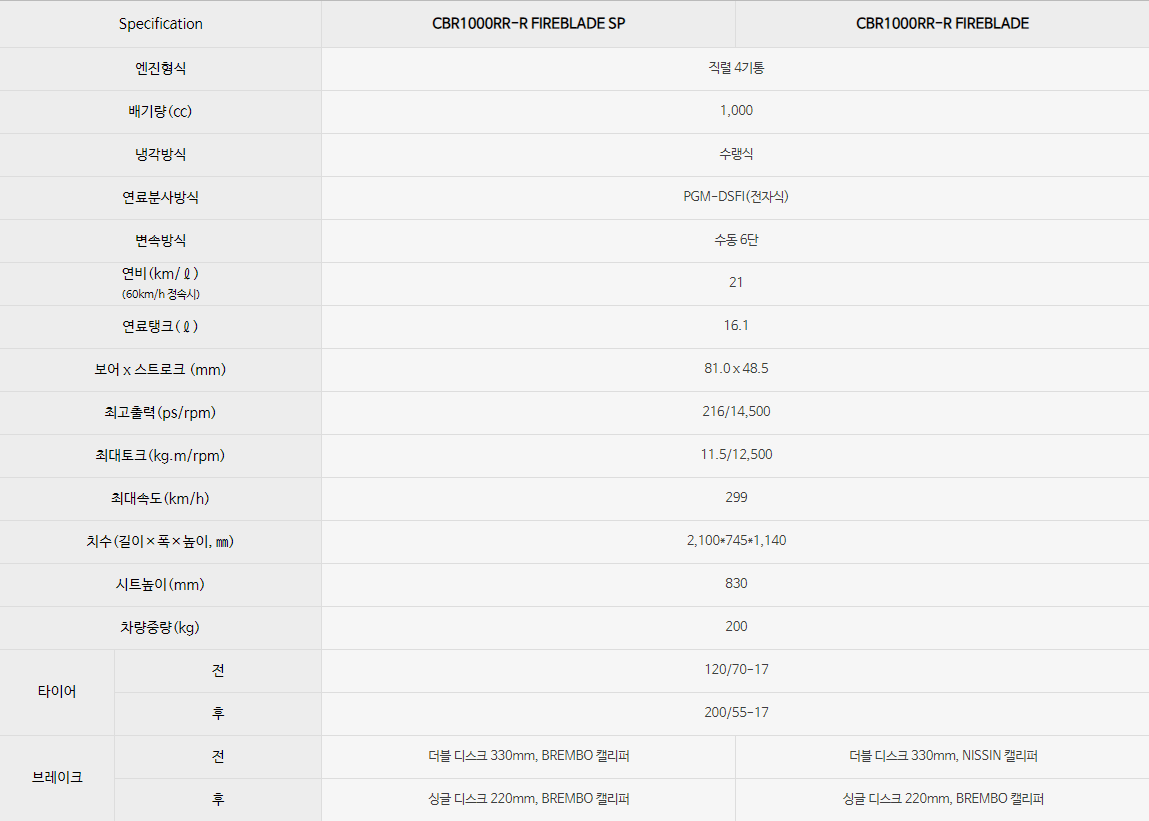 Specification CBR1000RR-R FIREBLADE SP CBR1000RR-R FIREBLADE
엔진형식 직렬 4기통
배기량(cc) 1,000
냉각방식 수랭식
연료분사방식 PGM-DSFI(전자식)
변속방식 수동 6단
연비(km/ℓ) 21
(60km/h 정속시)
연료탱크(ℓ) 16.1
보어 x 스트로크 (mm) 81.0 x 48.5
최고출력(ps/rpm) 216/14,500
최대토크(kg.m/rpm) 11.5/12,500
최대속도(km/h) 299
치수(길이×폭×높이, ㎜) 2,100*745*1,140
시트높이(mm) 830
차량중량(kg) 200
타이어 전 120/70-17
후 200/55-17
브레이크 전 더블 디스크 330mm, BREMBO 캘리퍼 더블 디스크 330mm, NISSIN 캘리퍼
후 싱글 디스크 220mm, BREMBO 캘리퍼 싱글 디스크 220mm, BREMBO 캘리퍼